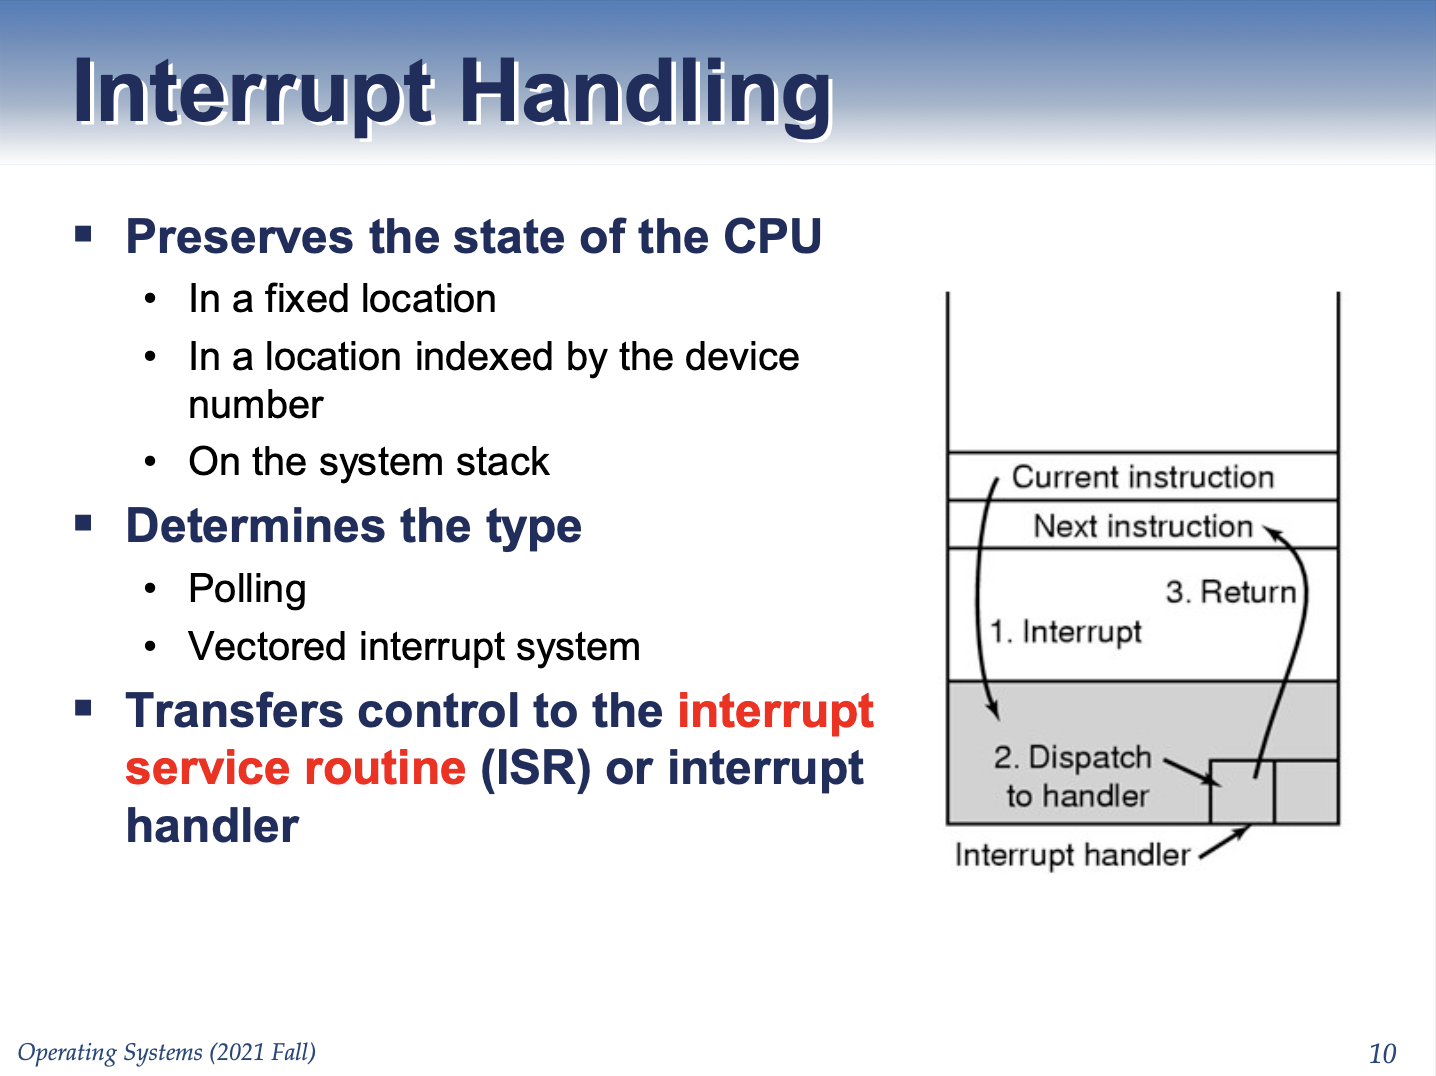 Interrupt Handling
Preserves the state of the CPU
In a fixed location
In a location indexed by the device
number
On the system stack
Determines the type
Polling
Vectored interrupt system
Transfers control to the interrupt
service routine (ISR) or interrupt
handler
Current instruction
Next instruction
3. Return
1. Interrupt
2. Dispatch
to handler
Interrupt handler
Operating Systems (2021 Fall)
10